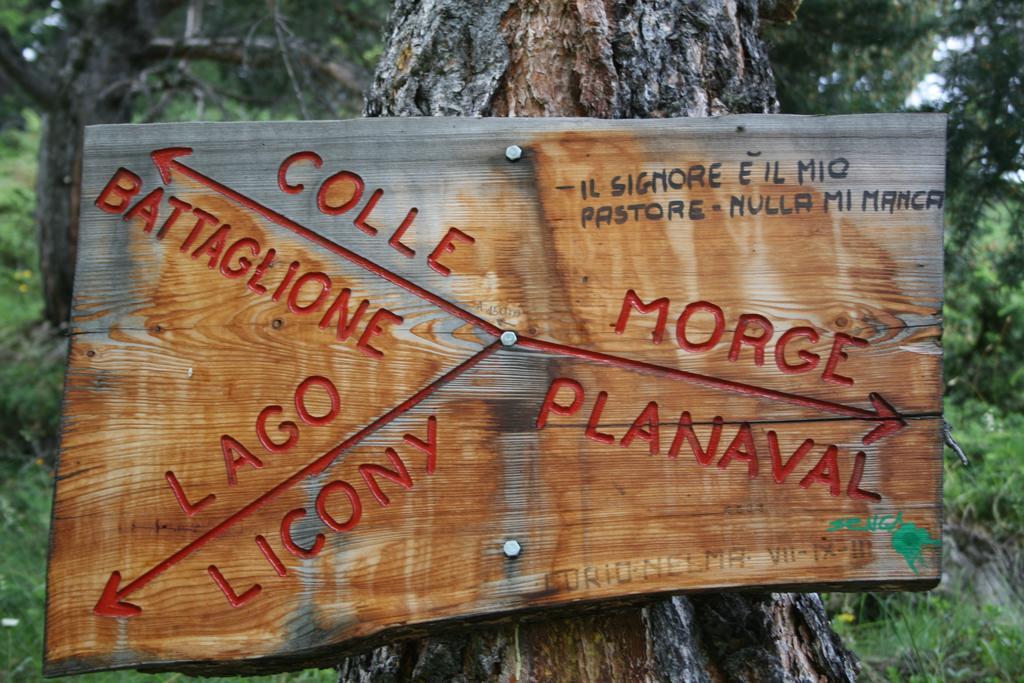 COLLE
BATTAGLIONE
- IL SIGNORE È IL MIO
PASTORE - NULLA MI MANCA
MORGE
PLANAVAL
LAGO
LICONY